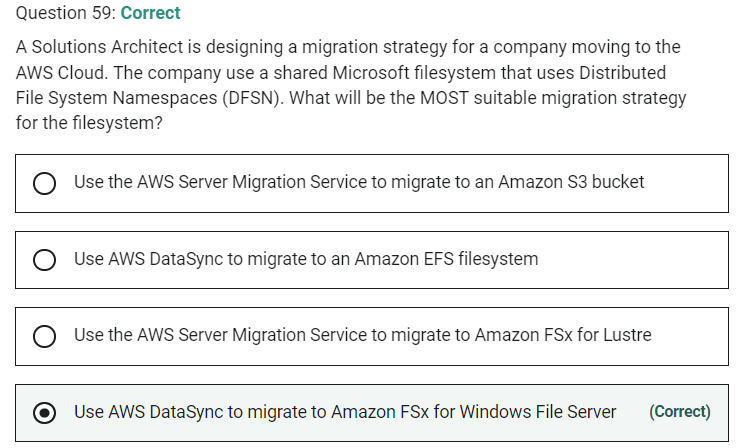 Question 59: Correct
A Solutions Architect is designing a migration strategy for a company moving to the
AWS Cloud. The company use a shared Microsoft filesystem that uses Distributed
File System Namespaces (DFSN). What will be the MOST suitable migration strategy
for the filesystem?
Use the AWS Server Migration Service to migrate to an Amazon S3 bucket
Use AWS DataSync to migrate to an Amazon EFS filesystem
Use the AWS Server Migration Service to migrate to Amazon FSx for Lustre
Use AWS DataSync to migrate to Amazon FSx for Windows File Server (Correct)